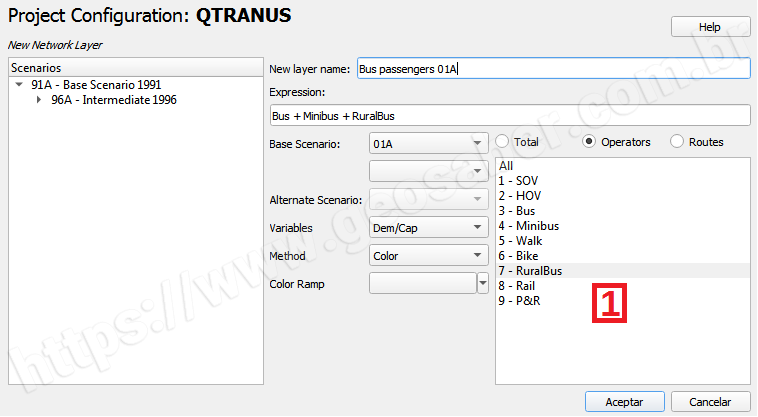 Project Configuration: QTRANUS
Help
New Network Layer
Scenarios
91A - Base Scenario 1991
96A - Intermediate 1996
New layer name: Bus passengers 01A
Expression:
Bus + Minibus + RuralBus
Base Scenario: 01A
Total Operators Routes
Alternate Scenario:
Variables Dem/Cap
Method Color
Color Ramp
All
1 - SOV
2 - HOV
3 - Bus
4 - Minibus
5 - Walk
6 - Bike
7 - RuralBus
8 - Rail
9 - P&R
1
Aceptar Cancelar
https://www.geosaber.com.br